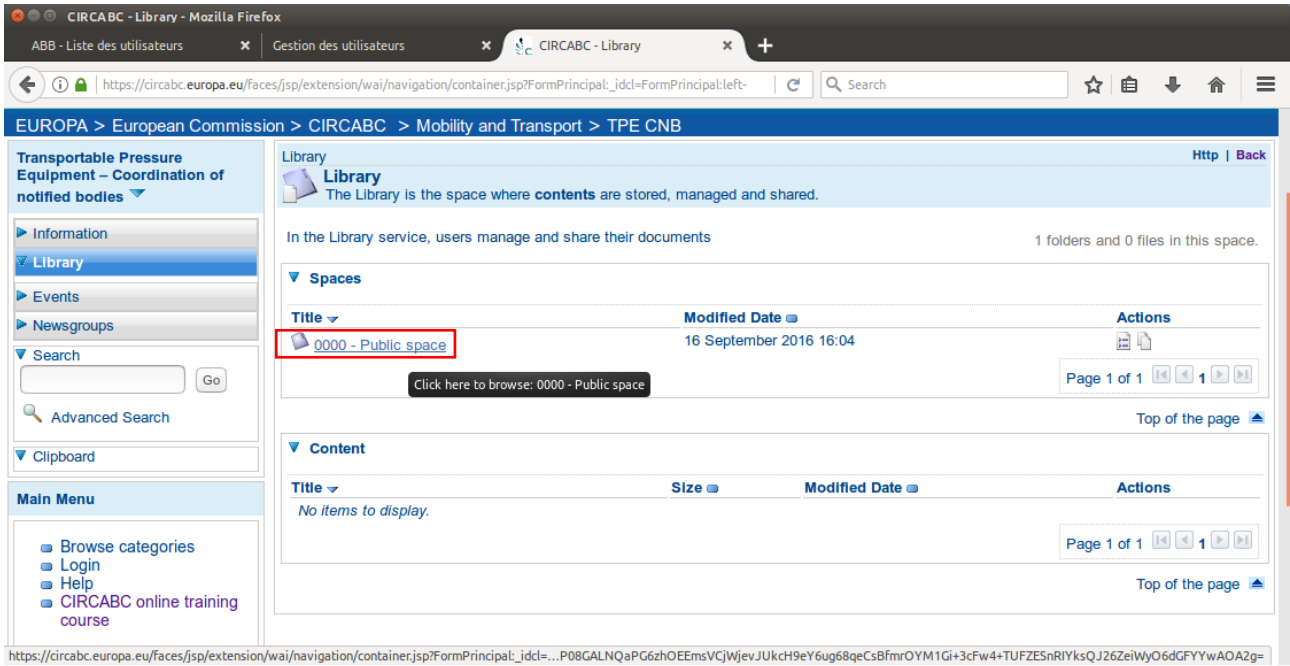 CIRCABC - Library - Mozilla Firefox
ABB - Liste des utilisateurs
Gestion des utilisateurs
CIRCABC - Library
https://circabc.europa.eu/faces/jsp/extension/wai/navigation/container.jsp?FormPrincipal:_idcl=FormPrincipal:left-
Search
EUROPA > European Commission > CIRCABC > Mobility and Transport > TPE CNB
Transportable Pressure
Equipment – Coordination of
notified bodies
Information
Library
Events
Newsgroups
Search
Go
Advanced Search
Clipboard
Main Menu
Browse categories
Login
Help
CIRCABC online training
course
Library
Http | Back
Library
The Library is the space where contents are stored, managed and shared.
In the Library service, users manage and share their documents
1 folders and 0 files in this space.
Spaces
Title Modified Date Actions
0000 - Public space 16 September 2016 16:04
Click here to browse: 0000 - Public space
Page 1 of 1 1
Top of the page
Content
Title Size Modified Date Actions
No items to display.
Page 1 of 1 1
Top of the page
https://circabc.europa.eu/faces/jsp/extension/wai/navigation/container.jsp?FormPrincipal:_idcl=...P08GALNQaPG6zhOEEmsVCjWjevJUkcH9eY6ug68qeCsBfmrOYM1Gi+3cFw4+TUFZESnRIYksQJ26ZeiWyO6dGFYYwAOA2g=